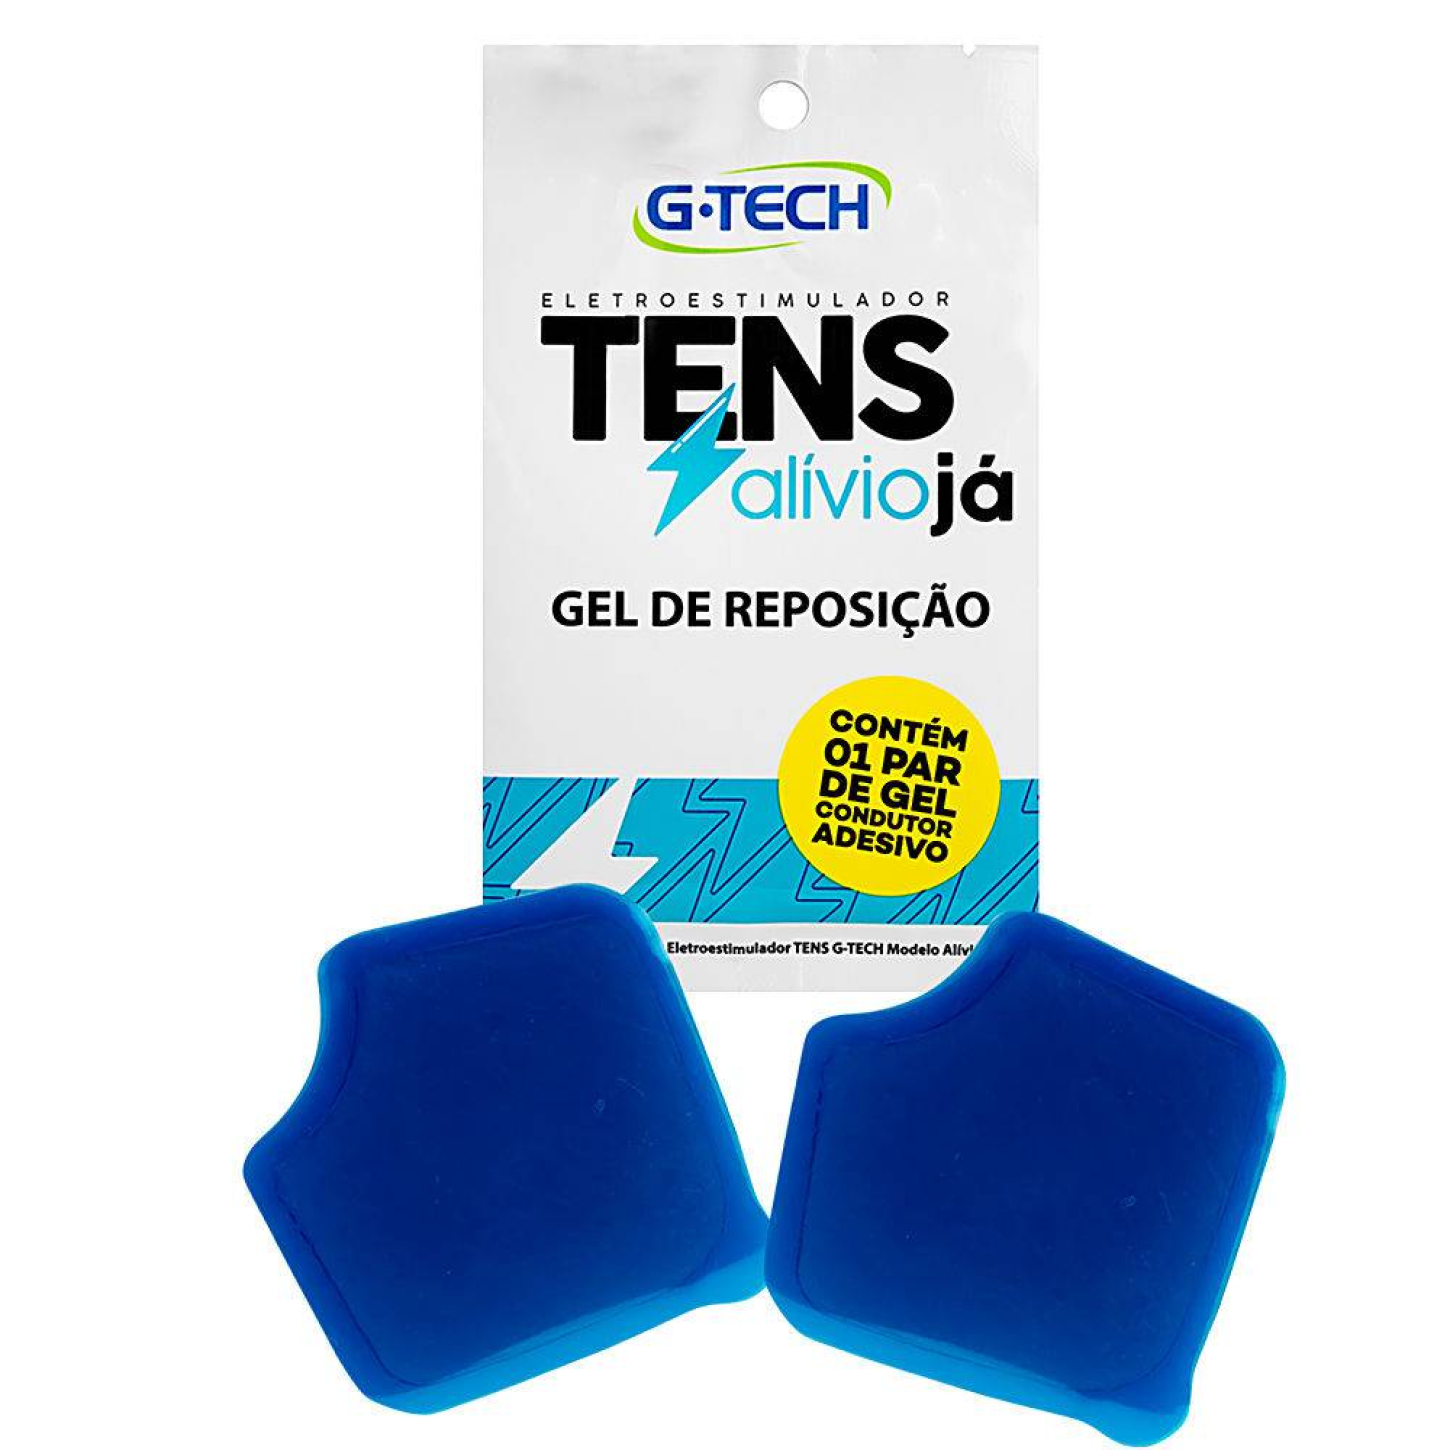 G·TECH
ELETROESTIMULADOR
TENS
alívio já
GEL DE REPOSIÇÃO
CONTÉM
01 PAR
DE GEL
CONDUTOR
ADESIVO
Eletroestimulador TENS G-TECH Modelo